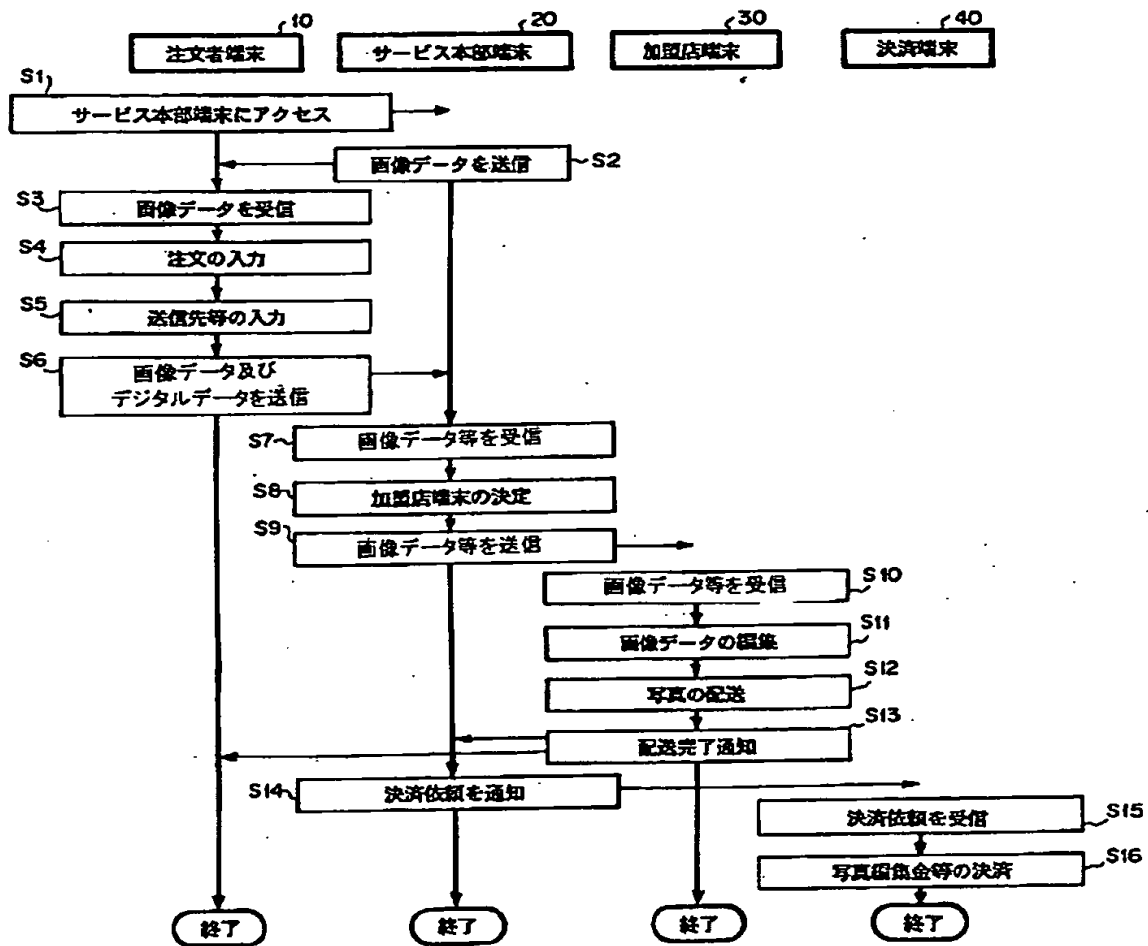 10
20
30
40
注文者端末
サービス本部端末
加盟店端末
決済端末
S1
サービス本部端末にアクセス
画像データを送信
S2
S3
画像データを受信
S4
注文の入力
S5
送信先等の入力
S6
画像データ及び
デジタルデータを送信
S7
画像データ等を受信
S8
加盟店端末の決定
S9
画像データ等を送信
画像データ等を受信
S10
画像データの編集
S11
写真の配送
S12
配送完了通知
S13
S14
決済依頼を通知
決済依頼を受信
S15
写真編集金等の決済
S16
終了
終了
終了
終了